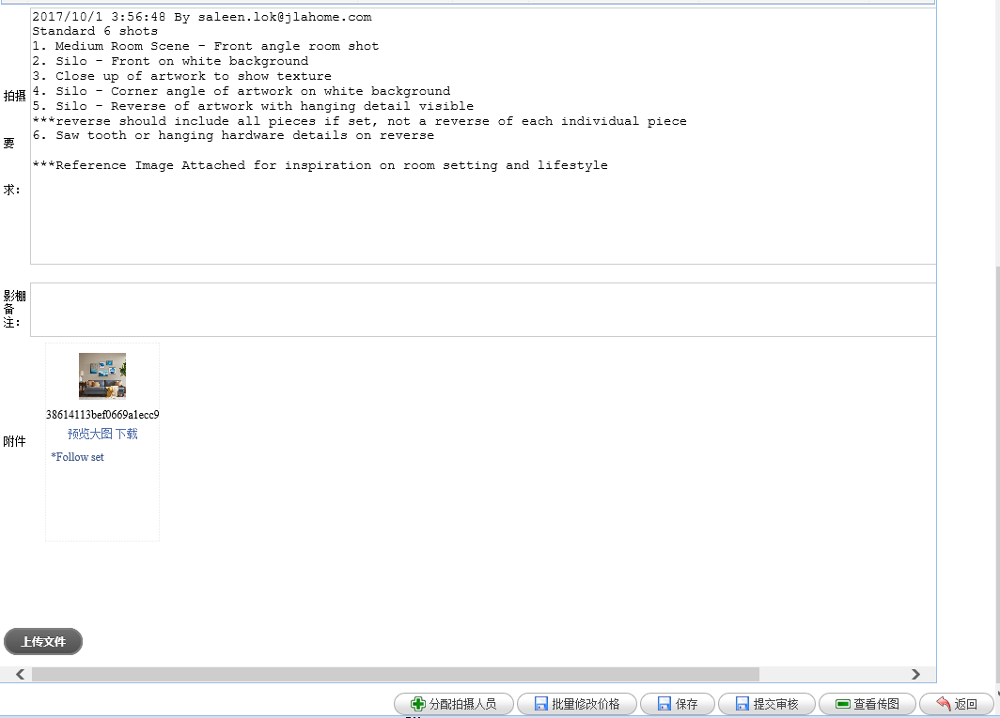 2017/10/1 3:56:48 By saleen.lok@jlahome.com
Standard 6 shots
1. Medium Room Scene - Front angle room shot
2. Silo - Front on white background
3. Close up of artwork to show texture
4. Silo - Corner angle of artwork on white background
5. Silo - Reverse of artwork with hanging detail visible
***reverse should include all pieces if set, not a reverse of each individual piece
6. Saw tooth or hanging hardware details on reverse
***Reference Image Attached for inspiration on room setting and lifestyle
拍摄
要
求：
影棚
备
注：
38614113bef0669a1ecc9
预览大图 下载
附件
*Follow set
上传文件
分配拍摄人员 批量修改价格 保存 提交审核 查看传图 返回